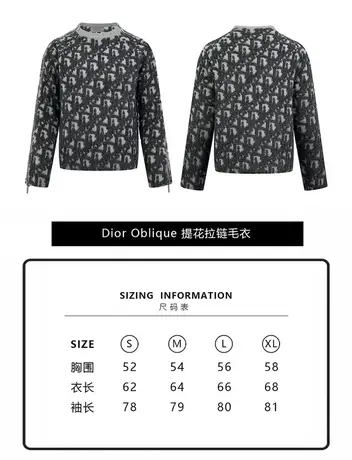 Dior Oblique 提花拉链毛衣
SIZING INFORMATION
尺码表
SIZE S M L XL
胸围 52 54 56 58
衣长 62 64 66 68
袖长 78 79 80 81